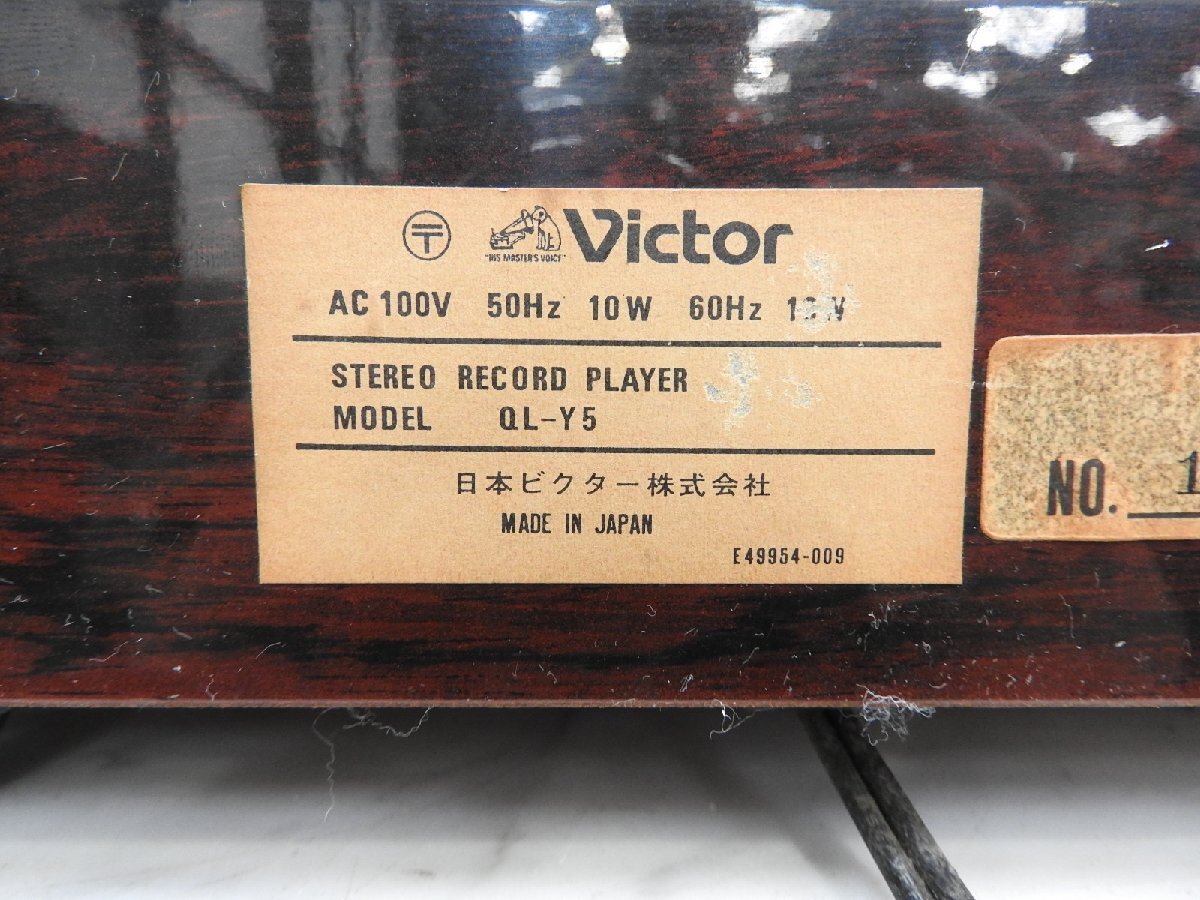 〒 "HIS MASTER'S VOICE" Victor
AC 100V 50Hz 10W 60Hz
STEREO RECORD PLAYER
MODEL QL-Y5
日本ビクター株式会社
MADE IN JAPAN
E49954-009
NO. 1